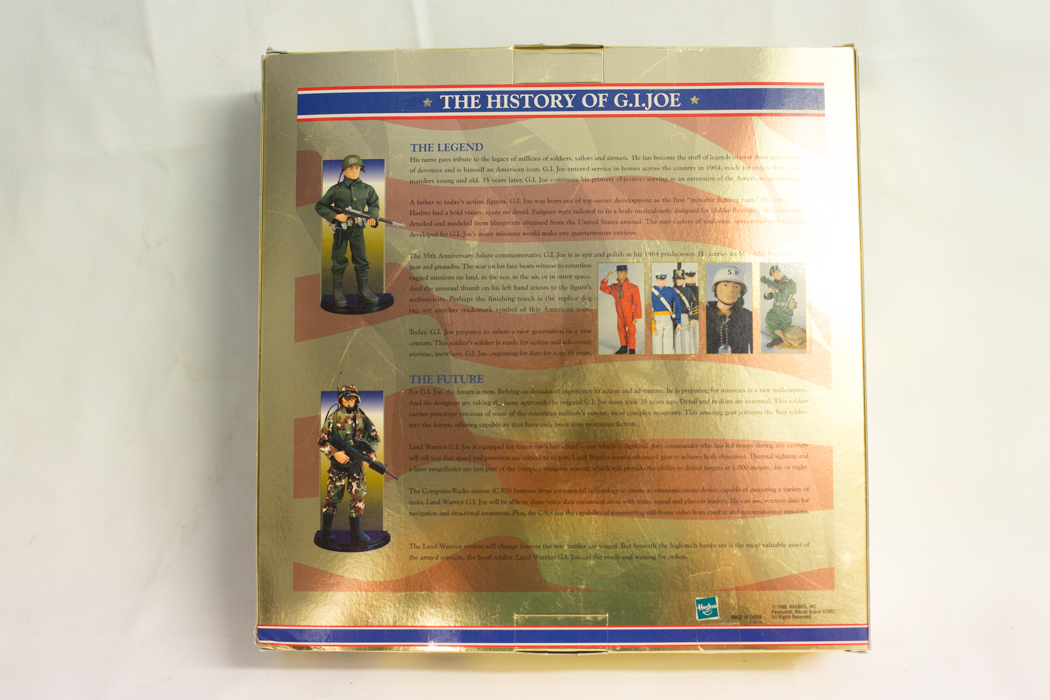 THE HISTORY OF G.I.JOE
THE LEGEND
His name pays tribute to the legacy of millions of soldiers, sailors and airmen. He has become the stuff of legends
of devotees and is himself an American icon. G.I. Joe entered service in homes across the country in 1964, ready for orders from
manders young and old. 35 years later, G.I. Joe continues his primary objective: serving as an extension of the
A father to today's action figures, G.I. Joe was born out of top-secret development as the first "movable fighting man."
Hasbro had a bold vision: spare no detail. Fatigues were tailored to fit a body meticulously designed for lifelike
detailed and modeled from blueprints obtained from the United States arsenal. The vast variety of uniforms,
developed for G.I. Joe's many missions would make any quartermaster envious.
The 35th Anniversary Salute commemorative G.I. Joe is as spit and polish as his 1964 predecessor. He carries an
gear and grenades. The scar on his face bears witness to countless
rugged missions on land, in the sea, in the air, or in outer space.
And the unusual thumb on his left hand attests to the figure's
authenticity. Perhaps the finishing touch is the replica dog
tag, yet another trademark symbol of this American icon.
Today, G.I. Joe prepares to salute a new generation in a new
century. This soldier's soldier is ready for action and adventure
anytime, anywhere. G.I. Joe...reporting for duty for over 35 years.
S.P
THE FUTURE
For G.I. Joe, the future is now. Relying on decades of experience in action and adventure, he is preparing for missions in a new millennium.
And his designers are taking the same approach the original G.I. Joe team took 35 years ago. Detail and realism are essential. This soldier
carries prototype versions of some of the American military's newest, most complex weaponry. This amazing gear jettisons the foot soldier
into the future, offering capabilities that have only been seen in science fiction.
Land Warrior G.I. Joe is equipped for tomorrow's battlefield – one which is digitized. Any commander who has led troops during any century
will tell you that speed and precision are critical to victory. Land Warrior totes advanced gear to achieve both objectives. Thermal sighting and
a laser rangefinder are just part of the complex weapons system, which will provide the ability to detect targets at 1,000 meters, day or night.
The Computer/Radio system (C/RS) borrows from commercial technology to create a communications device capable of executing a variety of
tasks. Land Warrior G.I. Joe will be able to share voice data communication with team, squad and platoon leaders. He can also retrieve data for
navigation and situational awareness. Plus, the C/RS has the capability of transmitting still-frame video from combat and reconnaissance missions.
The Land Warrior system will change forever the way battles are waged. But beneath the high-tech hardware is the most valuable asset of
the armed services, the loyal soldier. Land Warrior G.I. Joe...at the ready and waiting for orders.
Hasbro
MADE IN CHINA
© 1998 HASBRO, INC.
Pawtucket, Rhode Island 02862
All Rights Reserved.